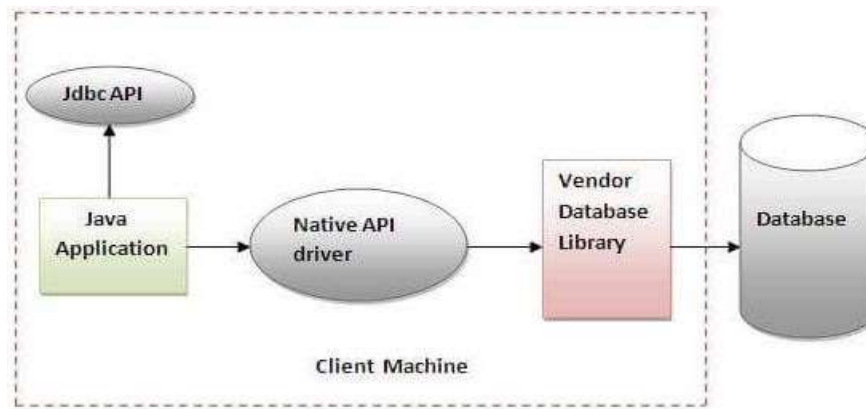 Jdbc API
Java
Application
Native API
driver
Vendor
Database
Library
Database
Client Machine